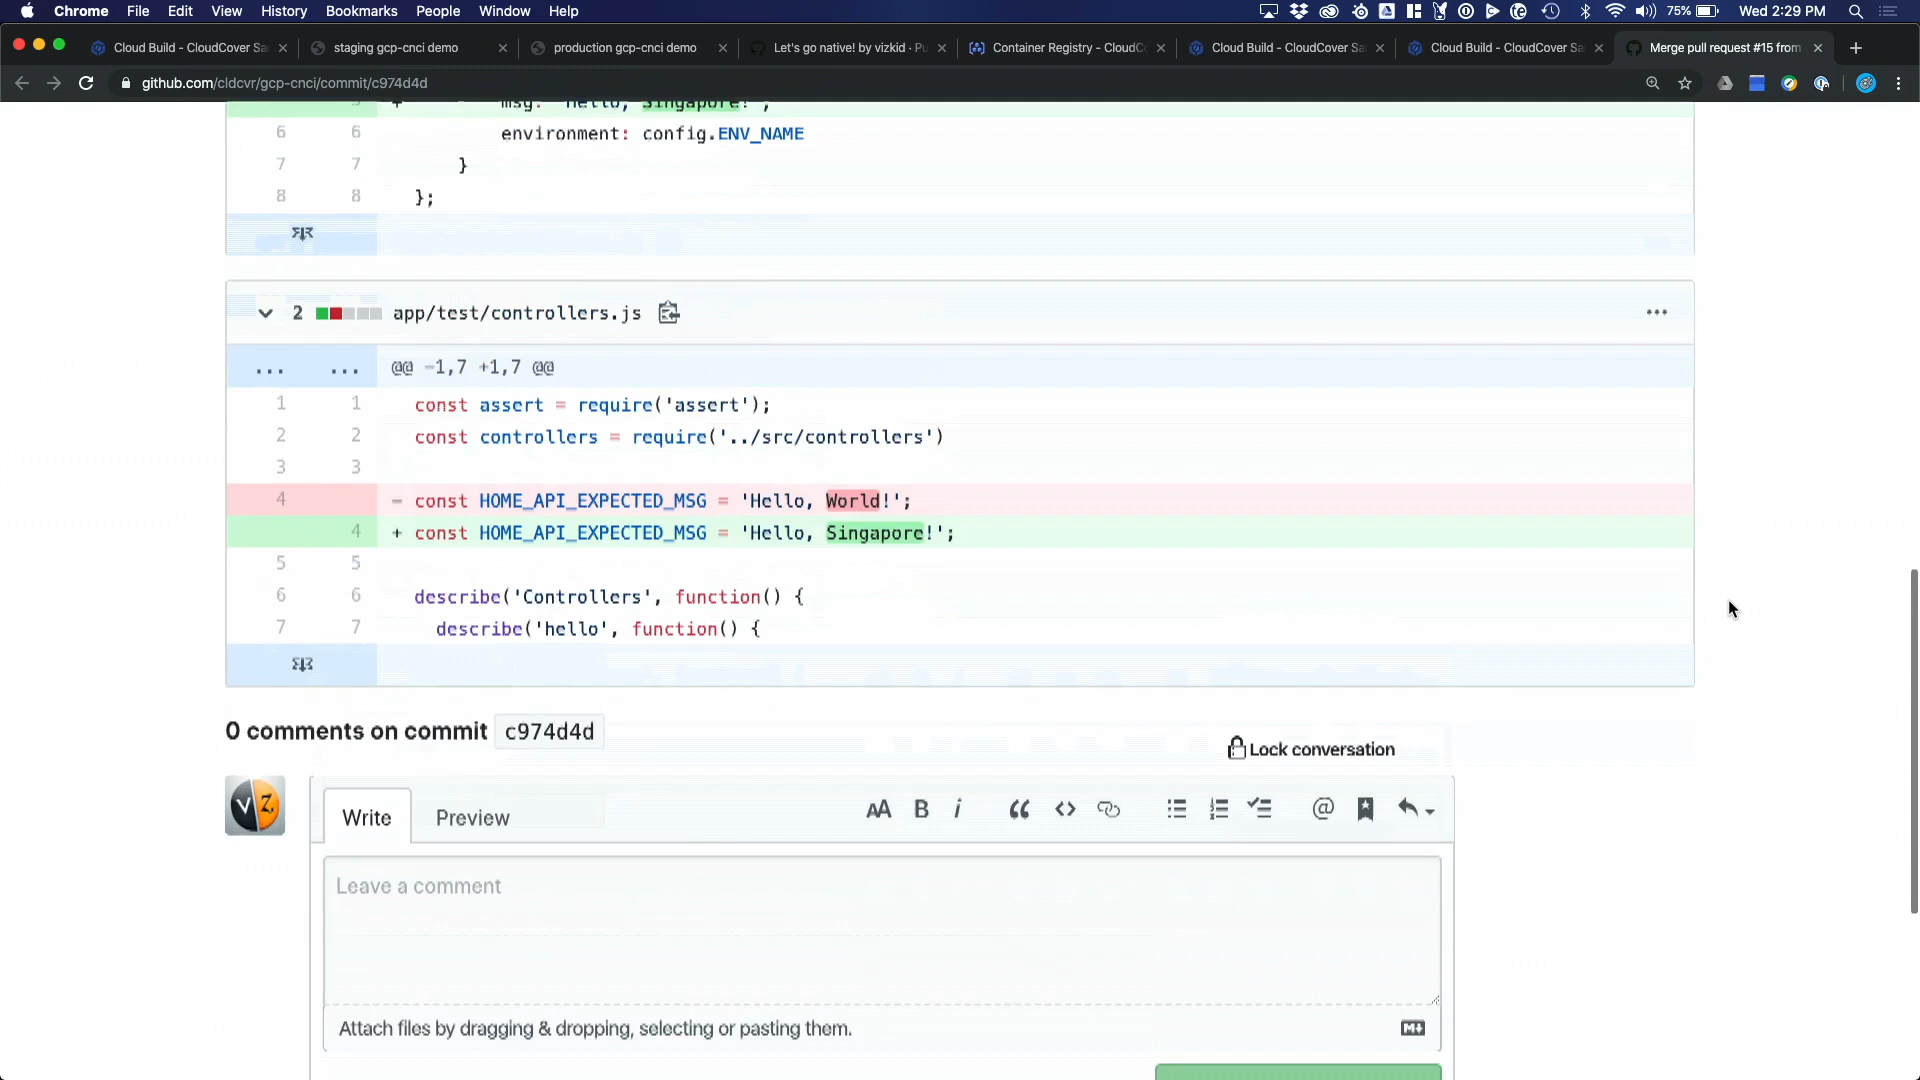 Chrome File Edit View History Bookmarks People Window Help 75% Wed 2:29 PM
Cloud Build - CloudCover Sa staging gcp-cnci demo production gcp-cnci demo Let's go native! by vizkid · Pu Container Registry - CloudC Cloud Build - CloudCover Sa Cloud Build - CloudCover Sa Merge pull request #15 from
github.com/cldcvr/gcp-cnci/commit/c974d4d
5 + msg: 'Hello, Singapore!',
6 6 environment: config.ENV_NAME
7 7 }
8 8 };
2 app/test/controllers.js
... ... @@ -1,7 +1,7 @@
1 1 const assert = require('assert');
2 2 const controllers = require('../src/controllers')
3 3
4 - const HOME_API_EXPECTED_MSG = 'Hello, World!';
4 + const HOME_API_EXPECTED_MSG = 'Hello, Singapore!';
5 5
6 6 describe('Controllers', function() {
7 7 describe('hello', function() {
0 comments on commit c974d4d
Lock conversation
Write Preview
Leave a comment
Attach files by dragging & dropping, selecting or pasting them.